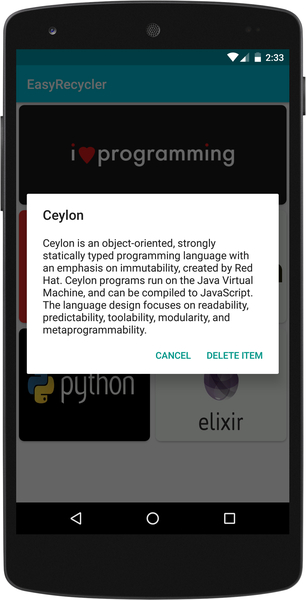 2:33
EasyRecycler
i❤programming
Ceylon
Ceylon is an object-oriented, strongly
statically typed programming language with
an emphasis on immutability, created by Red
Hat. Ceylon programs run on the Java Virtual
Machine, and can be compiled to JavaScript.
The language design focuses on readability,
predictability, toolability, modularity, and
metaprogrammability.
CANCEL DELETE ITEM
python
elixir